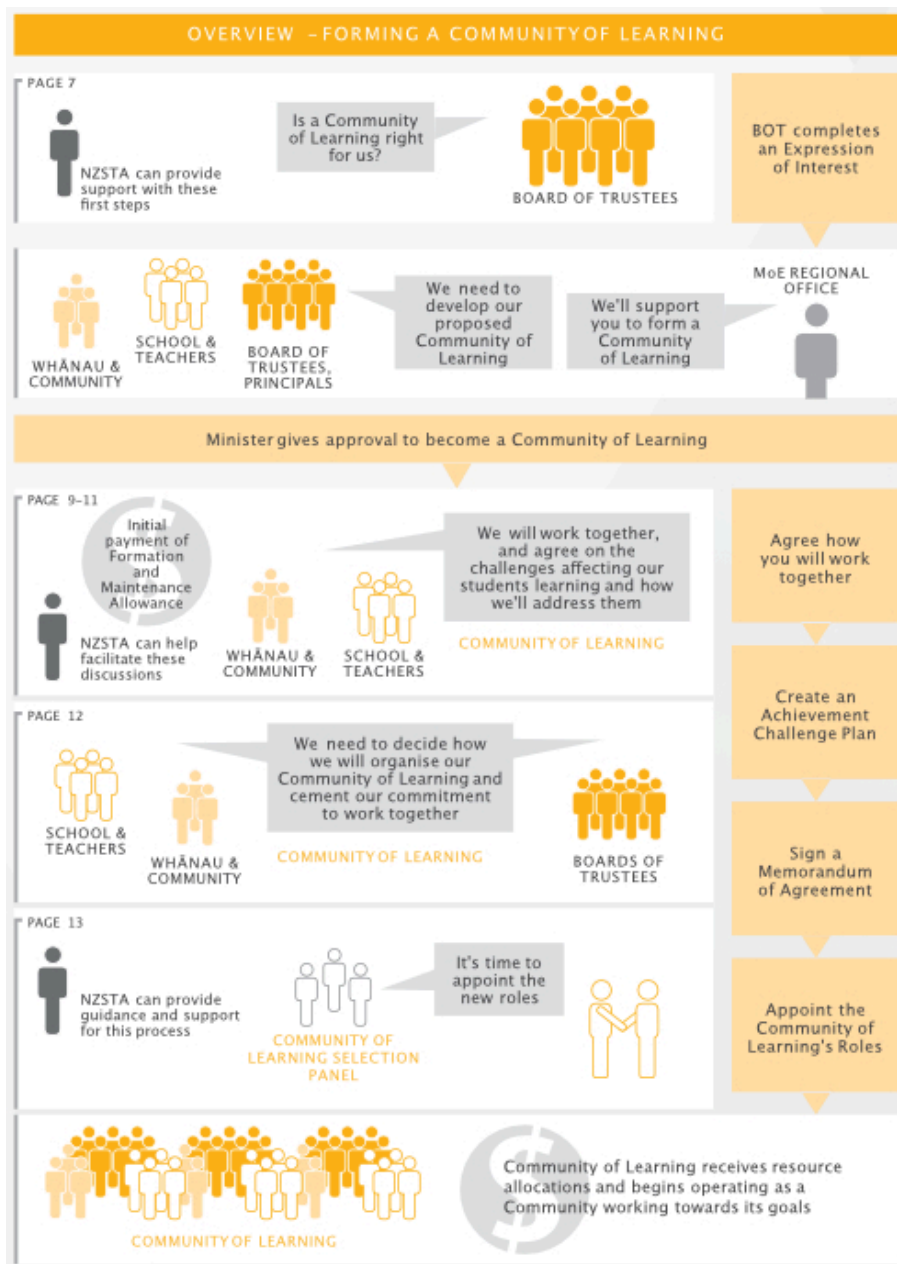 OVERVIEW – FORMING A COMMUNITY OF LEARNING
PAGE 7
NZSTA can provide
support with these
first steps
Is a Community
of Learning right
for us?
BOARD OF TRUSTEES
BOT completes
an Expression
of Interest
WHĀNAU &
COMMUNITY
SCHOOL &
TEACHERS
BOARD OF
TRUSTEES,
PRINCIPALS
We need to
develop our
proposed
Community of
Learning
We'll support
you to form a
Community
of Learning
MoE REGIONAL
OFFICE
Minister gives approval to become a Community of Learning
PAGE 9–11
Initial
payment of
Formation
and
Maintenance
Allowance
$
NZSTA can help
facilitate these
discussions
WHĀNAU &
COMMUNITY
SCHOOL &
TEACHERS
We will work together,
and agree on the
challenges affecting our
students learning and how
we'll address them
COMMUNITY OF LEARNING
Agree how
you will work
together
Create an
Achievement
Challenge Plan
PAGE 12
SCHOOL &
TEACHERS
WHĀNAU &
COMMUNITY
We need to decide how
we will organise our
Community of Learning and
cement our commitment
to work together
COMMUNITY OF LEARNING
BOARDS OF
TRUSTEES
Sign a
Memorandum
of Agreement
PAGE 13
NZSTA can provide
guidance and support
for this process
COMMUNITY OF
LEARNING SELECTION
PANEL
It's time to
appoint the
new roles
Appoint the
Community of
Learning's Roles
COMMUNITY OF LEARNING
$
Community of Learning receives resource
allocations and begins operating as a
Community working towards its goals